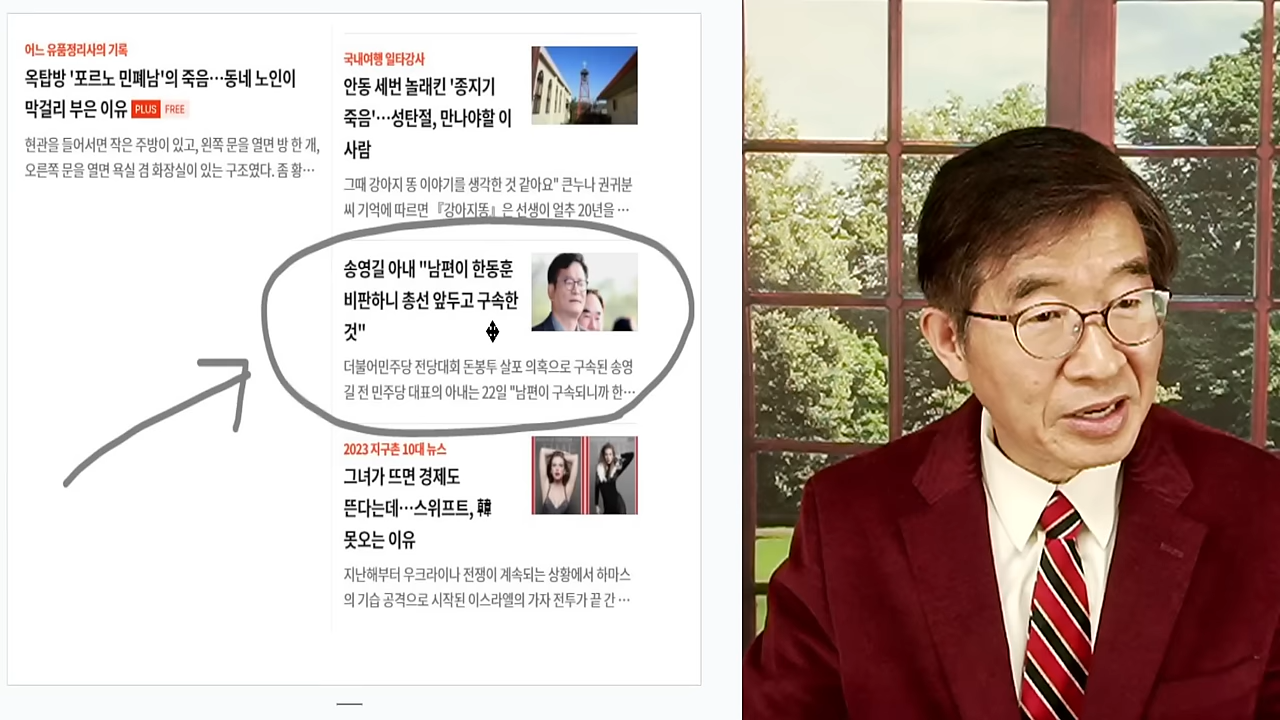 어느 유품정리사의 기록
옥탑방 '포르노 민폐남'의 죽음…동네 노인이
막걸리 부은 이유 PLUS FREE
현관을 들어서면 작은 주방이 있고, 왼쪽 문을 열면 방 한 개,
오른쪽 문을 열면 욕실 겸 화장실이 있는 구조였다. 좀 황…
국내여행 일타강사
안동 세번 놀래킨 '종지기
죽음'…성탄절, 만나야할 이
사람
그때 강아지 똥 이야기를 생각한 것 같아요" 큰누나 권귀분
씨 기억에 따르면 『강아지똥』은 선생이 얼추 20년을 …
송영길 아내 "남편이 한동훈
비판하니 총선 앞두고 구속한
것"
더불어민주당 전당대회 돈봉투 살포 의혹으로 구속된 송영
길 전 민주당 대표의 아내는 22일 "남편이 구속되니까 한…
2023 지구촌 10대 뉴스
그녀가 뜨면 경제도
뜬다는데…스위프트, 韓
못오는 이유
지난해부터 우크라이나 전쟁이 계속되는 상황에서 하마스
의 기습 공격으로 시작된 이스라엘의 가자 전투가 끝 간 …